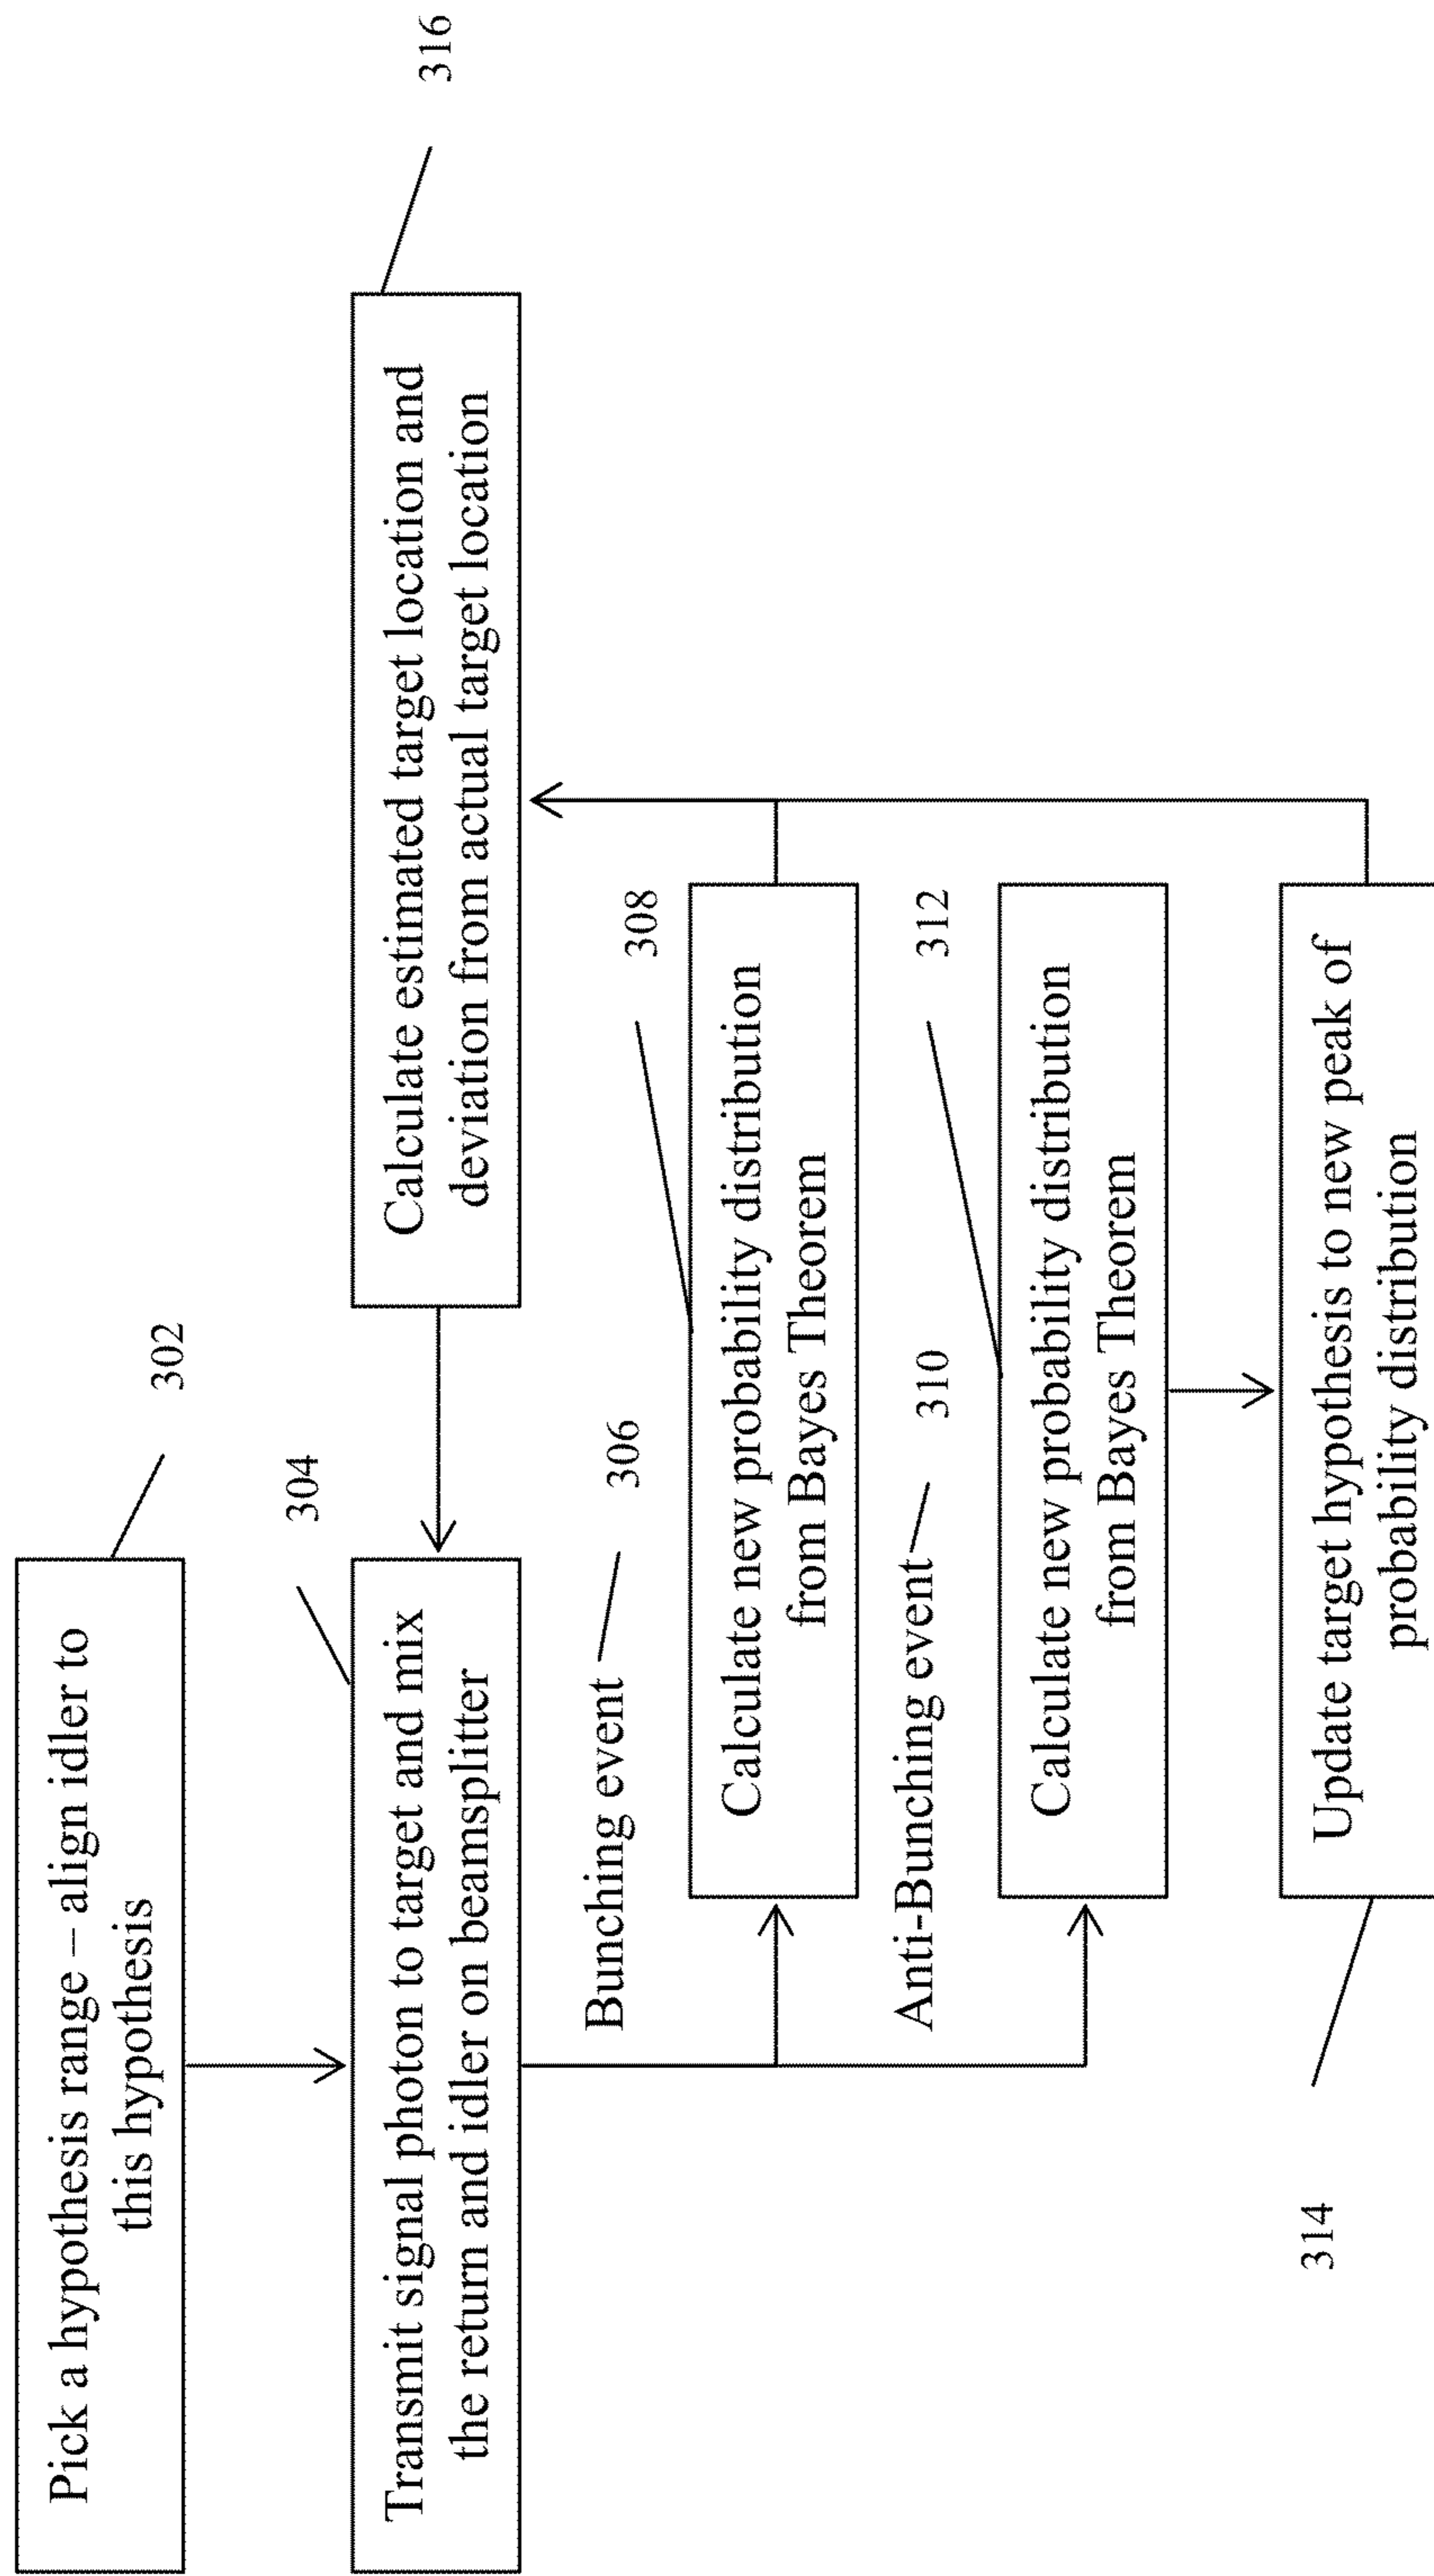 Pick a hypothesis range – align idler to
this hypothesis
302
304
Transmit signal photon to target and mix
the return and idler on beamsplitter
316
Calculate estimated target location and
deviation from actual target location
Bunching event
306
308
Calculate new probability distribution
from Bayes Theorem
Anti-Bunching event
310
312
Calculate new probability distribution
from Bayes Theorem
314
Update target hypothesis to new peak of
probability distribution